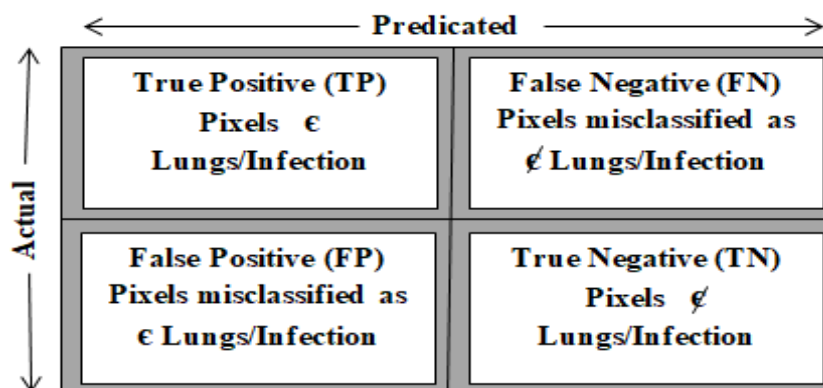 Predicated
Actual
True Positive (TP)
Pixels ϵ
Lungs/Infection
False Negative (FN)
Pixels misclassified as
ϵ̸ Lungs/Infection
False Positive (FP)
Pixels misclassified as
ϵ Lungs/Infection
True Negative (TN)
Pixels ϵ̸
Lungs/Infection